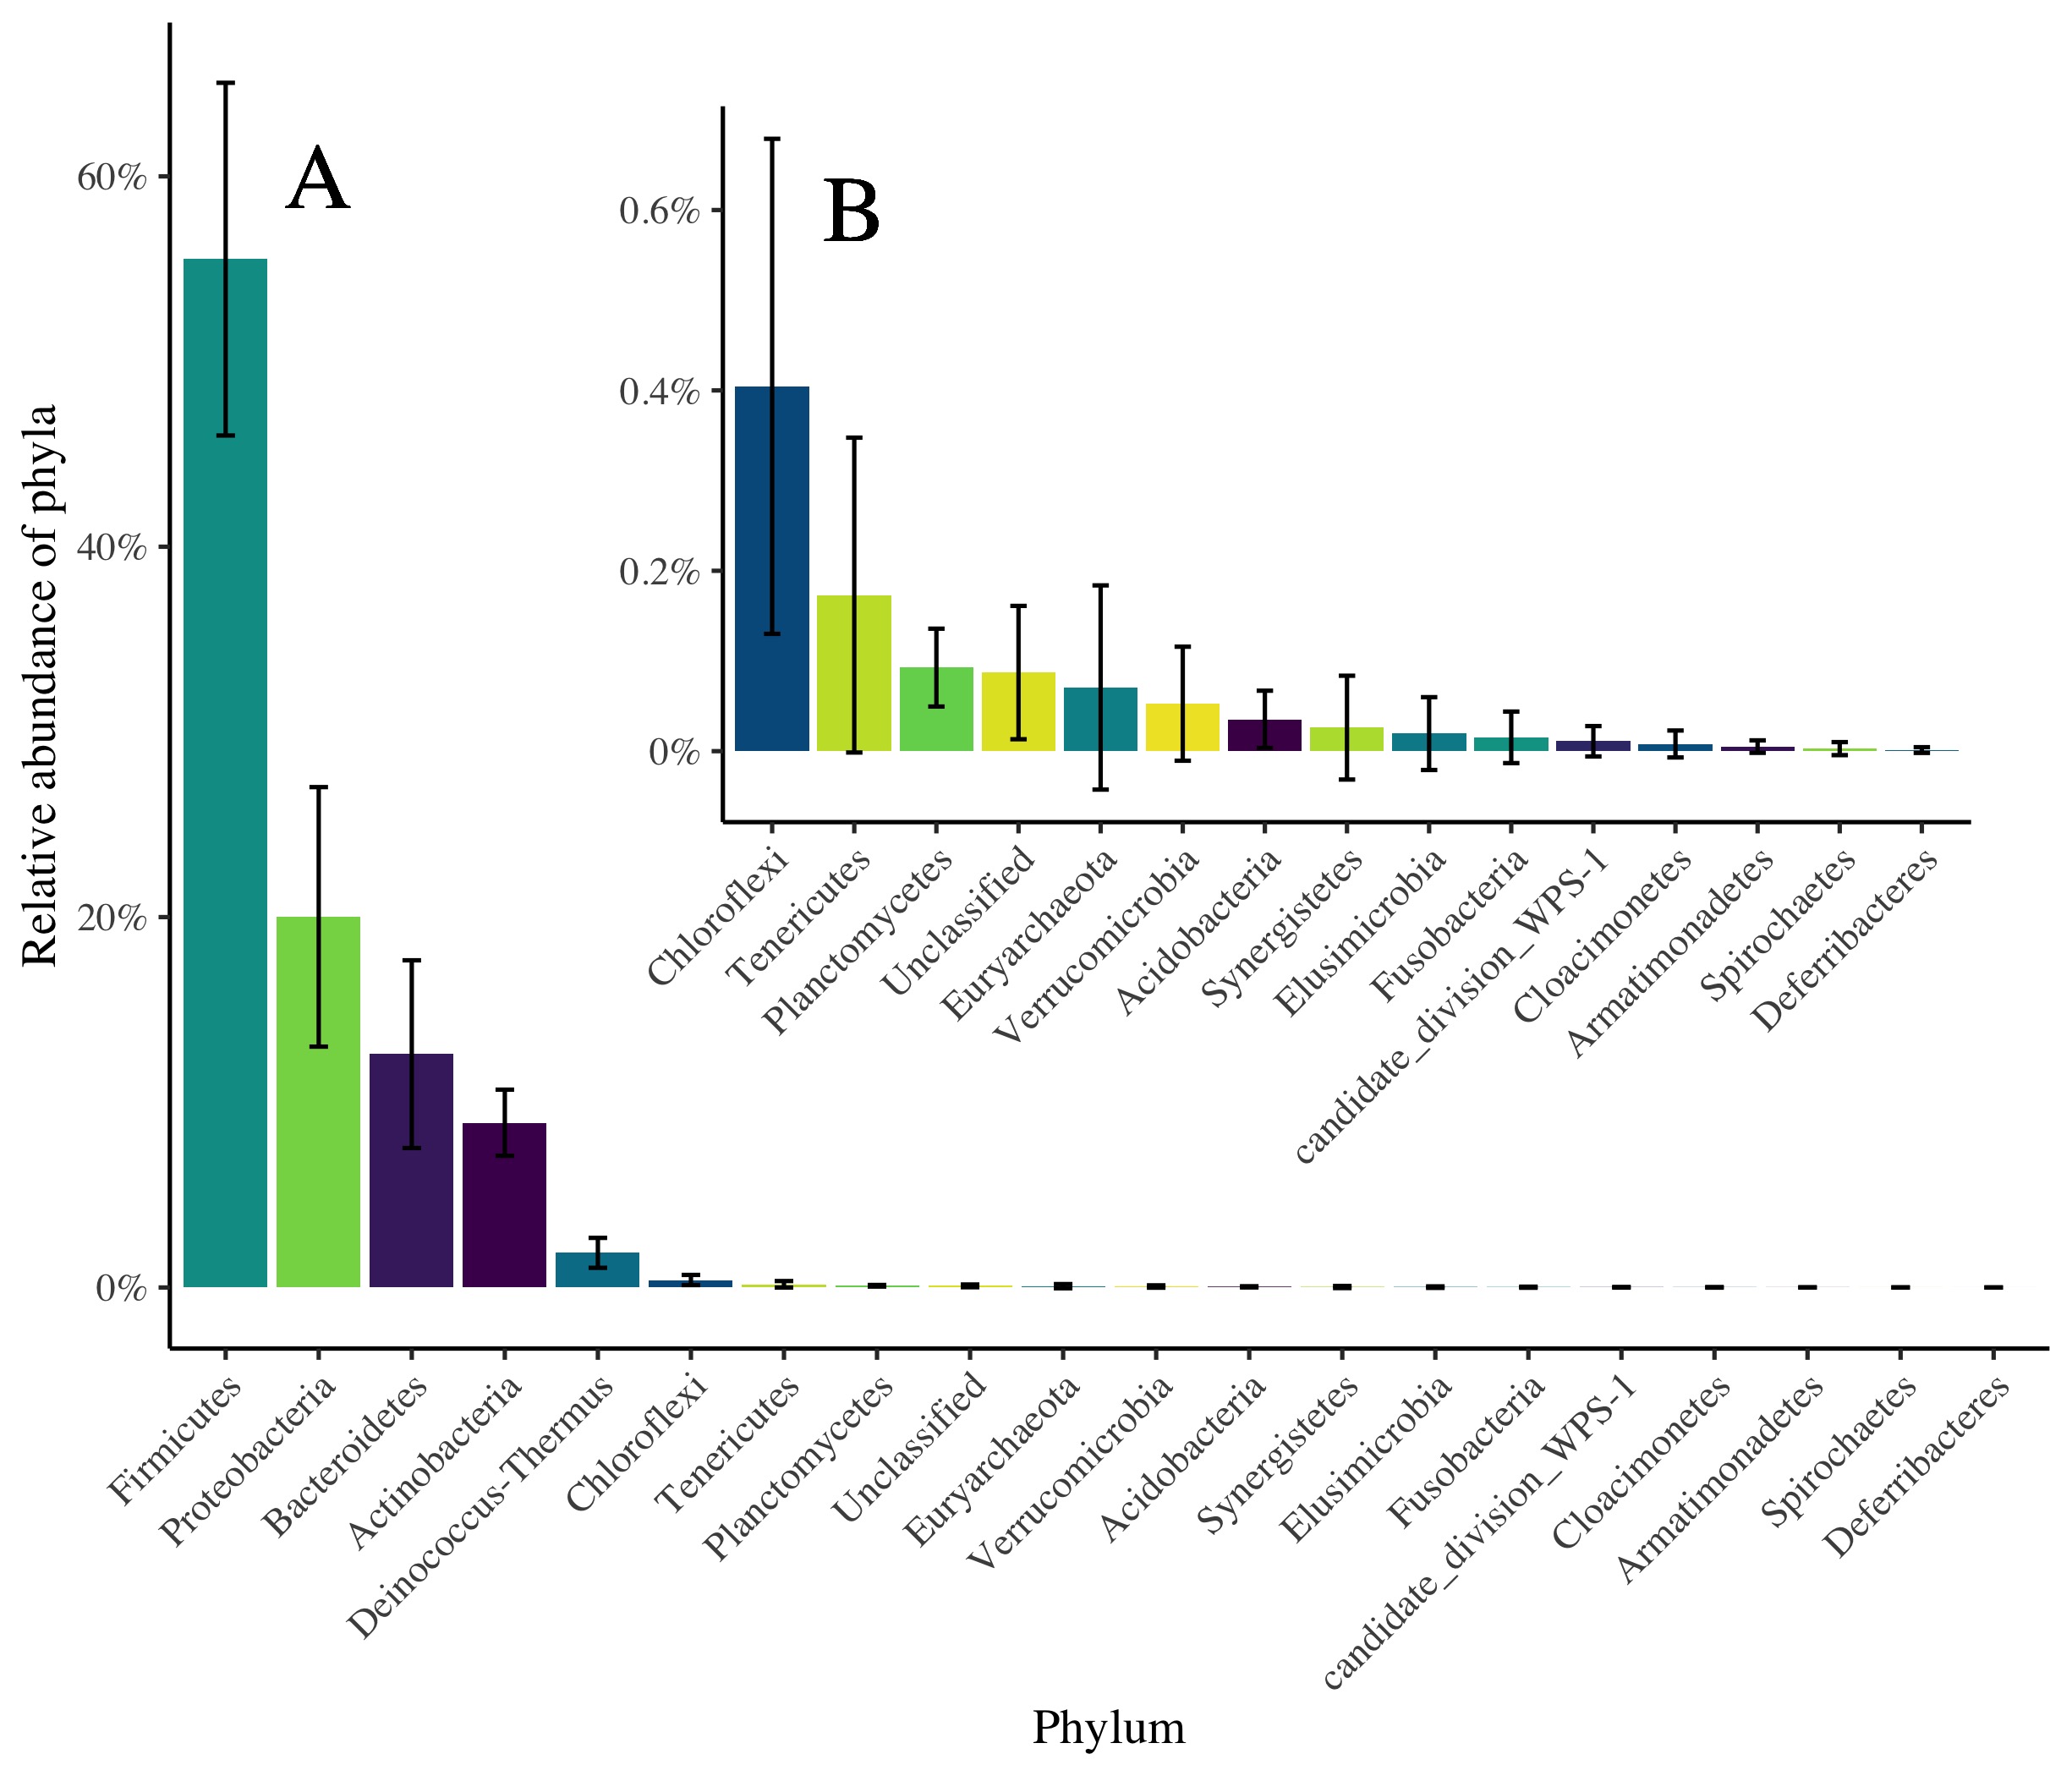 A
B
Relative abundance of phyla
60%
40%
20%
0%
0.6%
0.4%
0.2%
0%
Chloroflexi
Tenericutes
Planctomycetes
Unclassified
Euryarchaeota
Verrucomicrobia
Acidobacteria
Synergistetes
Elusimicrobia
Fusobacteria
candidate_division_WPS-1
Cloacimonetes
Armatimonadetes
Spirochaetes
Deferribacteres
Firmicutes
Proteobacteria
Bacteroidetes
Actinobacteria
Deinococcus-Thermus
Chloroflexi
Tenericutes
Planctomycetes
Unclassified
Euryarchaeota
Verrucomicrobia
Acidobacteria
Synergistetes
Elusimicrobia
Fusobacteria
candidate_division_WPS-1
Cloacimonetes
Armatimonadetes
Spirochaetes
Deferribacteres
Phylum